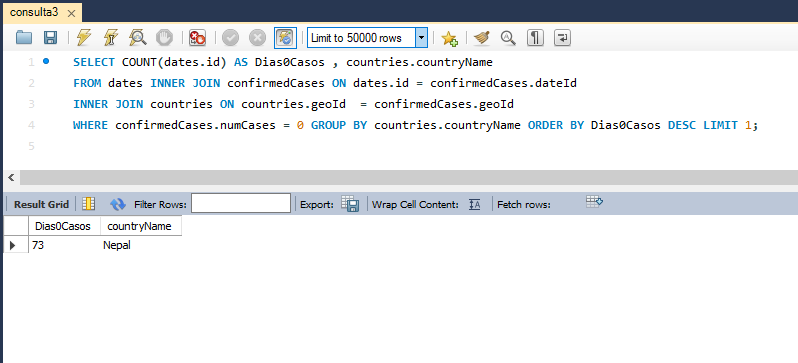 consulta3
Limit to 50000 rows
1 SELECT COUNT(dates.id) AS Dias0Casos , countries.countryName
2 FROM dates INNER JOIN confirmedCases ON dates.id = confirmedCases.dateId
3 INNER JOIN countries ON countries.geoId  = confirmedCases.geoId
4 WHERE confirmedCases.numCases = 0 GROUP BY countries.countryName ORDER BY Dias0Casos DESC LIMIT 1;
5
Result Grid Filter Rows: Export: Wrap Cell Content: IA Fetch rows:
Dias0Casos countryName
73 Nepal